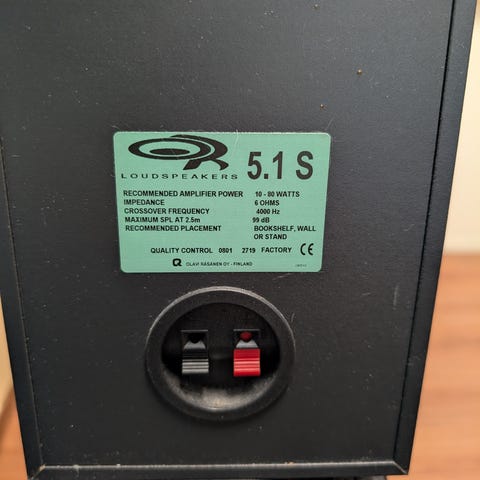 OR
LOUDSPEAKERS 5.1 S
RECOMMENDED AMPLIFIER POWER 10 - 80 WATTS
IMPEDANCE 6 OHMS
CROSSOVER FREQUENCY 4000 Hz
MAXIMUM SPL AT 2.5m 99 dB
RECOMMENDED PLACEMENT BOOKSHELF, WALL
OR STAND
QUALITY CONTROL 0801 2719 FACTORY CE
OLAVI RÄSÄNEN OY - FINLAND